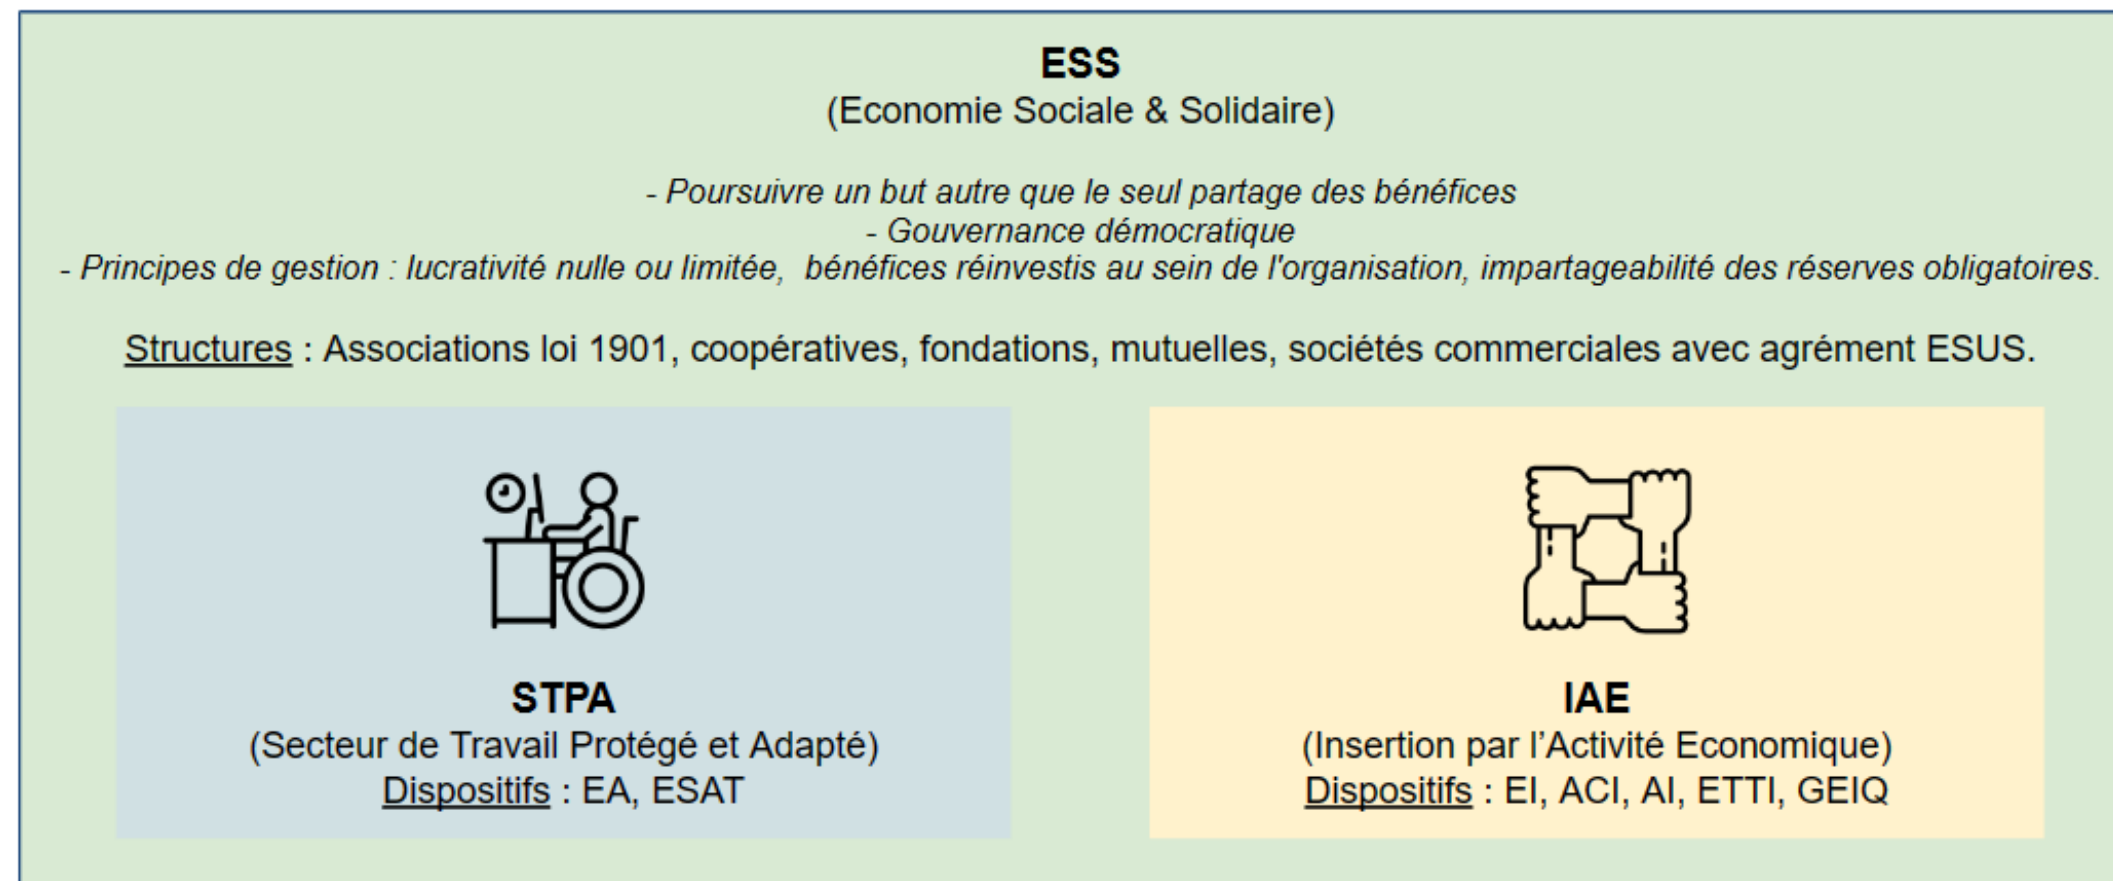 ESS
(Economie Sociale & Solidaire)
- Poursuivre un but autre que le seul partage des bénéfices
- Gouvernance démocratique
- Principes de gestion : lucrativité nulle ou limitée, bénéfices réinvestis au sein de l'organisation, impartageabilité des réserves obligatoires.
Structures : Associations loi 1901, coopératives, fondations, mutuelles, sociétés commerciales avec agrément ESUS.
STPA
(Secteur de Travail Protégé et Adapté)
Dispositifs : EA, ESAT
IAE
(Insertion par l’Activité Economique)
Dispositifs : EI, ACI, AI, ETTI, GEIQ